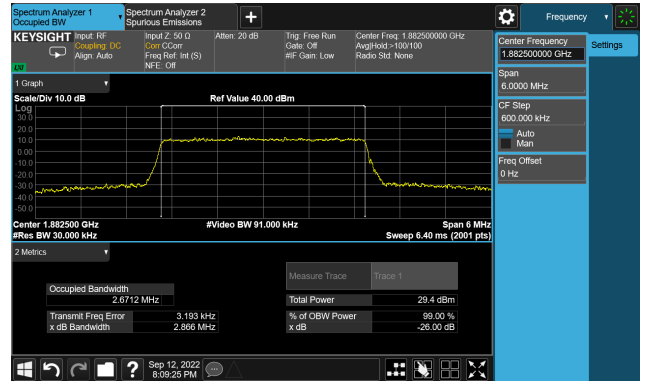 Spectrum Analyzer 1
Occupied BW
Spectrum Analyzer 2
Spurious Emissions
Frequency
KEYSIGHT
Input: RF
Coupling: DC
Align: Auto
Input Z: 50 Ω
Corr CCorr
Freq Ref: Int (S)
NFE: Off
Atten: 20 dB
Trig: Free Run
Gate: Off
#IF Gain: Low
Center Freq: 1.882500000 GHz
Avg|Hold:>100/100
Radio Std: None
LXI
Center Frequency
1.882500000 GHz
Settings
Span
6.0000 MHz
CF Step
600.000 kHz
Auto
Man
Freq Offset
0 Hz
1 Graph
Scale/Div 10.0 dB
Ref Value 40.00 dBm
Log
30.0
20.0
10.0
0.00
-10.0
-20.0
-30.0
-40.0
-50.0
Center 1.882500 GHz
#Res BW 30.000 kHz
#Video BW 91.000 kHz
Span 6 MHz
Sweep 6.40 ms (2001 pts)
2 Metrics
Measure Trace
Trace 1
Occupied Bandwidth
2.6712 MHz
Total Power
29.4 dBm
Transmit Freq Error
3.193 kHz
% of OBW Power
99.00 %
x dB Bandwidth
2.866 MHz
x dB
-26.00 dB
?
Sep 12, 2022
8:09:25 PM